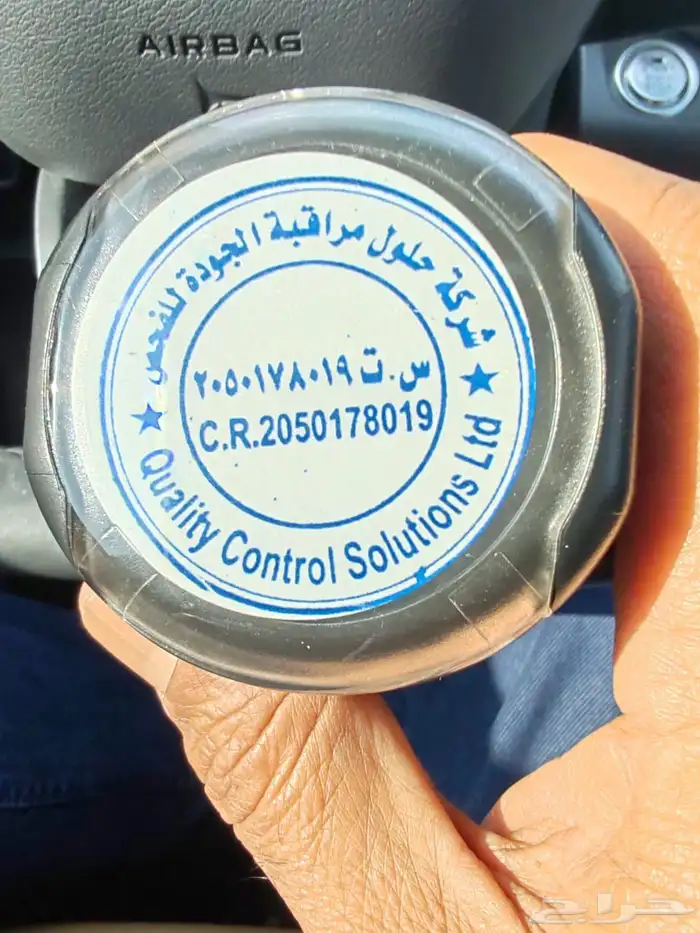 AIRBAG
شركة حلول مراقبة الجودة للفحص
س.ت ٢٠٥٠١٧٨٠١٩
C.R.2050178019
Quality Control Solutions Ltd
حراج